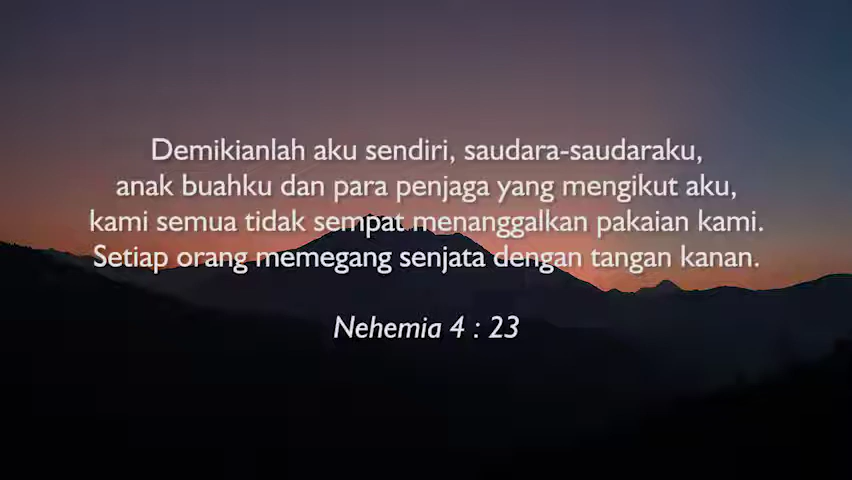 Demikianlah aku sendiri, saudara-saudaraku,
anak buahku dan para penjaga yang mengikut aku,
kami semua tidak sempat menanggalkan pakaian kami.
Setiap orang memegang senjata dengan tangan kanan.
Nehemia 4 : 23